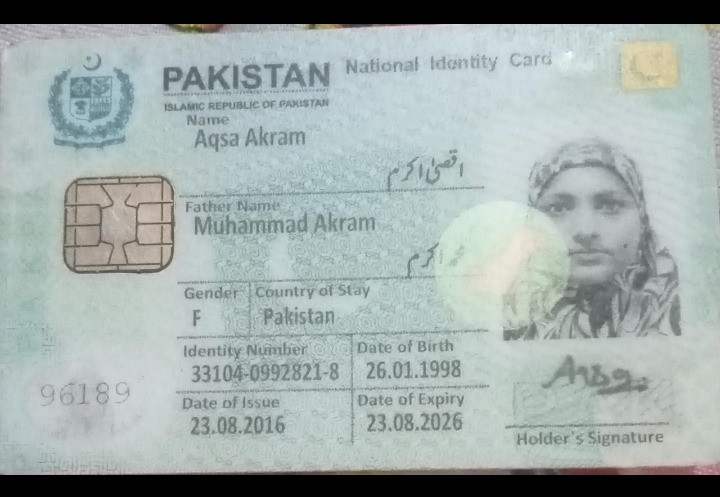 PAKISTAN National Identity Card
ISLAMIC REPUBLIC OF PAKISTAN
Name
Aqsa Akram
اقصیٰ اکرم
Father Name
Muhammad Akram
محمد اکرم
Gender Country of Stay
F Pakistan
Identity Number Date of Birth
33104-0992821-8 26.01.1998
Date of Issue Date of Expiry
23.08.2016 23.08.2026
96189
Holder's Signature